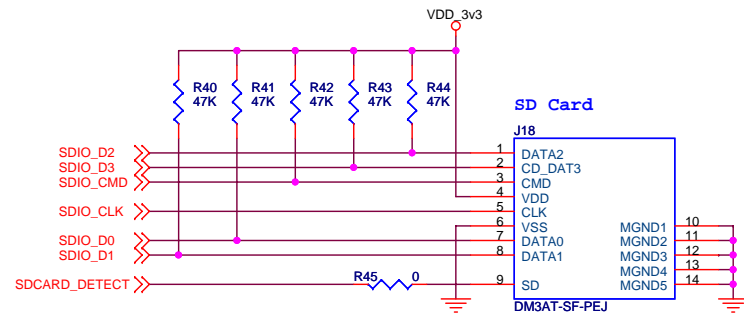 VDD_3v3
R40 R41 R42 R43 R44
47K 47K 47K 47K 47K
SD Card
J18
SDIO_D2 1 DATA2
SDIO_D3 2 CD_DAT3
SDIO_CMD 3 CMD
4 VDD
SDIO_CLK 5 CLK
6 VSS MGND1 10
SDIO_D0 7 DATA0 MGND2 11
SDIO_D1 8 DATA1 MGND3 12
MGND4 13
SDCARD_DETECT R45 0 9 SD MGND5 14
DM3AT-SF-PEJ